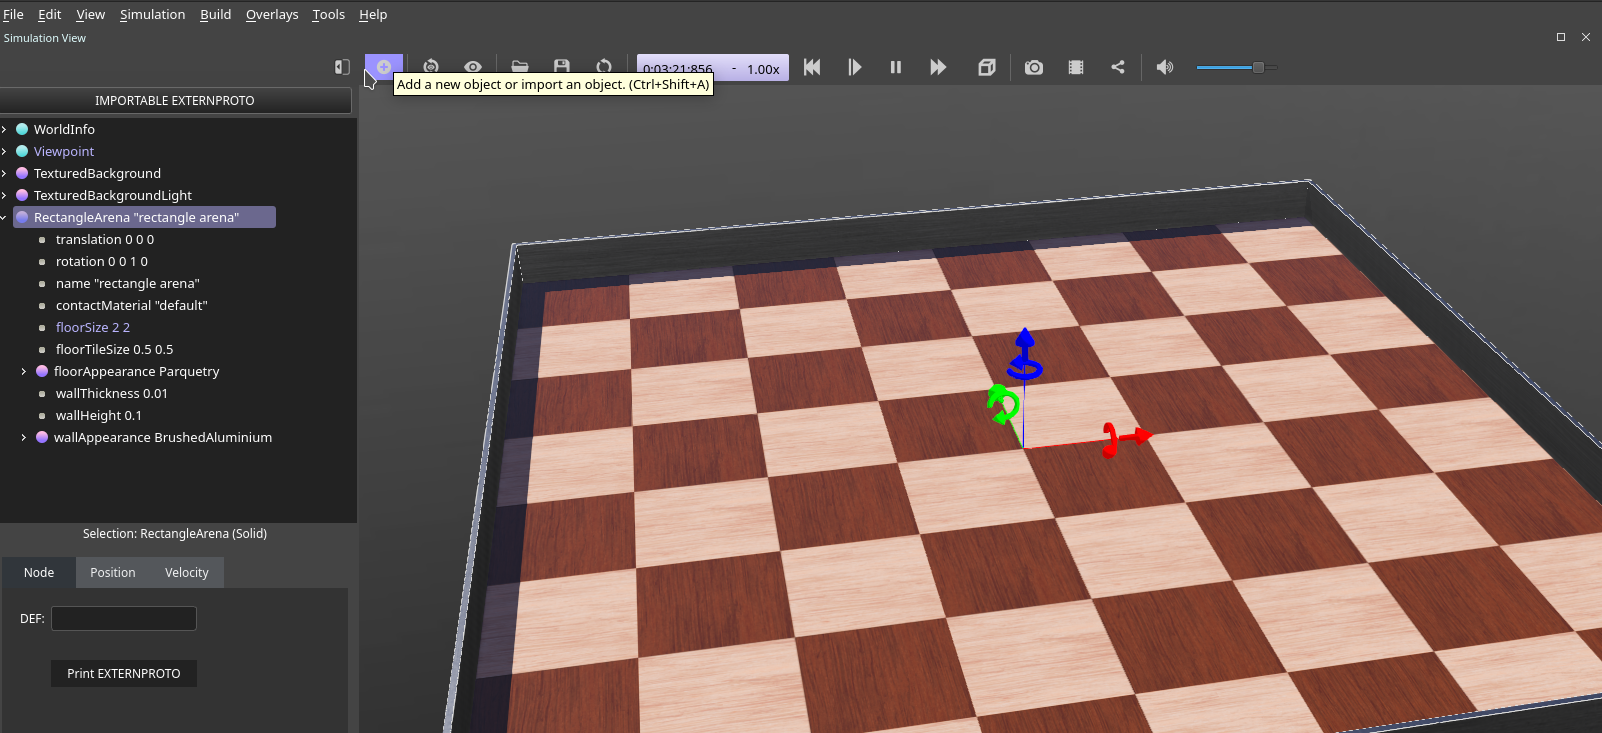 File Edit View Simulation Build Overlays Tools Help
Simulation View
0:03:21:856 - 1.00x
Add a new object or import an object. (Ctrl+Shift+A)
IMPORTABLE EXTERNPROTO
WorldInfo
Viewpoint
TexturedBackground
TexturedBackgroundLight
RectangleArena "rectangle arena"
translation 0 0 0
rotation 0 0 1 0
name "rectangle arena"
contactMaterial "default"
floorSize 2 2
floorTileSize 0.5 0.5
floorAppearance Parquetry
wallThickness 0.01
wallHeight 0.1
wallAppearance BrushedAluminium
Selection: RectangleArena (Solid)
Node Position Velocity
DEF:
Print EXTERNPROTO